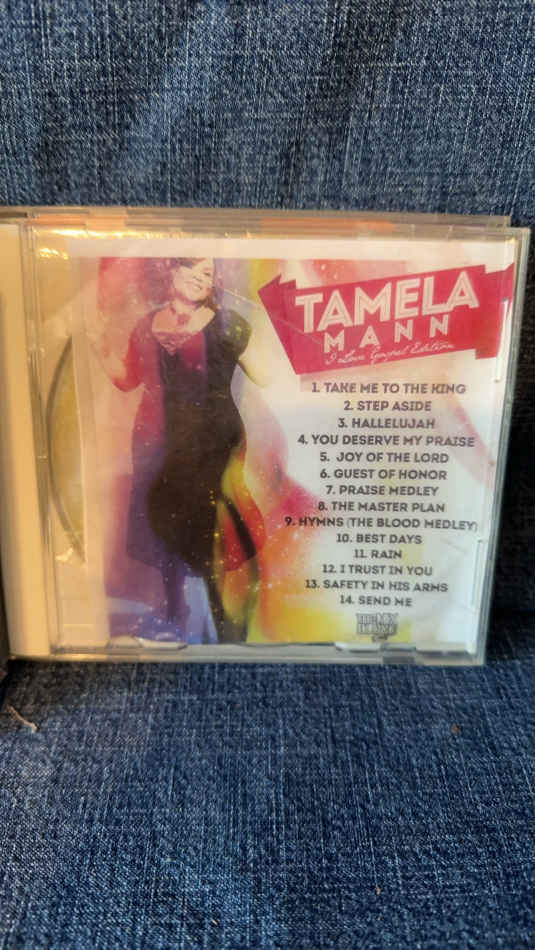 TAMELA
MANN
I Love Gospel Edition
1. TAKE ME TO THE KING
2. STEP ASIDE
3. HALLELUJAH
4. YOU DESERVE MY PRAISE
5. JOY OF THE LORD
6. GUEST OF HONOR
7. PRAISE MEDLEY
8. THE MASTER PLAN
9. HYMNS (THE BLOOD MEDLEY)
10. BEST DAYS
11. RAIN
12. I TRUST IN YOU
13. SAFETY IN HIS ARMS
14. SEND ME